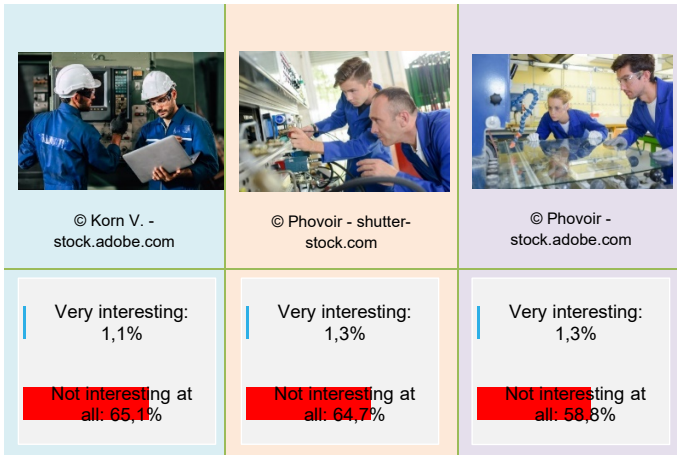 © Korn V. -
stock.adobe.com
© Phovoir - shutter-
stock.com
© Phovoir -
stock.adobe.com
Very interesting:
1,1%
Not interesting at
all: 65,1%
Very interesting:
1,3%
Not interesting at
all: 64,7%
Very interesting:
1,3%
Not interesting at
all: 58,8%